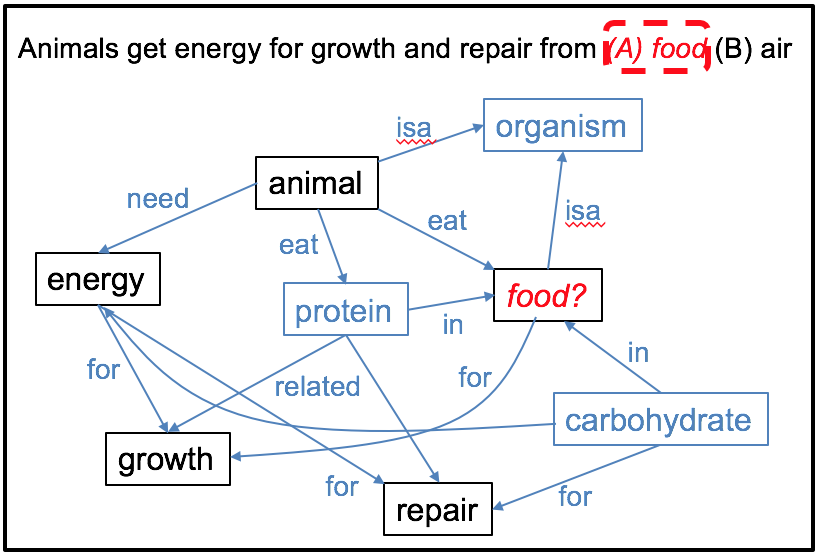 Animals get energy for growth and repair from (A) food (B) air
isa
organism
animal
need
isa
eat
eat
energy
food?
protein
in
in
for
for
related
carbohydrate
growth
for
for
repair